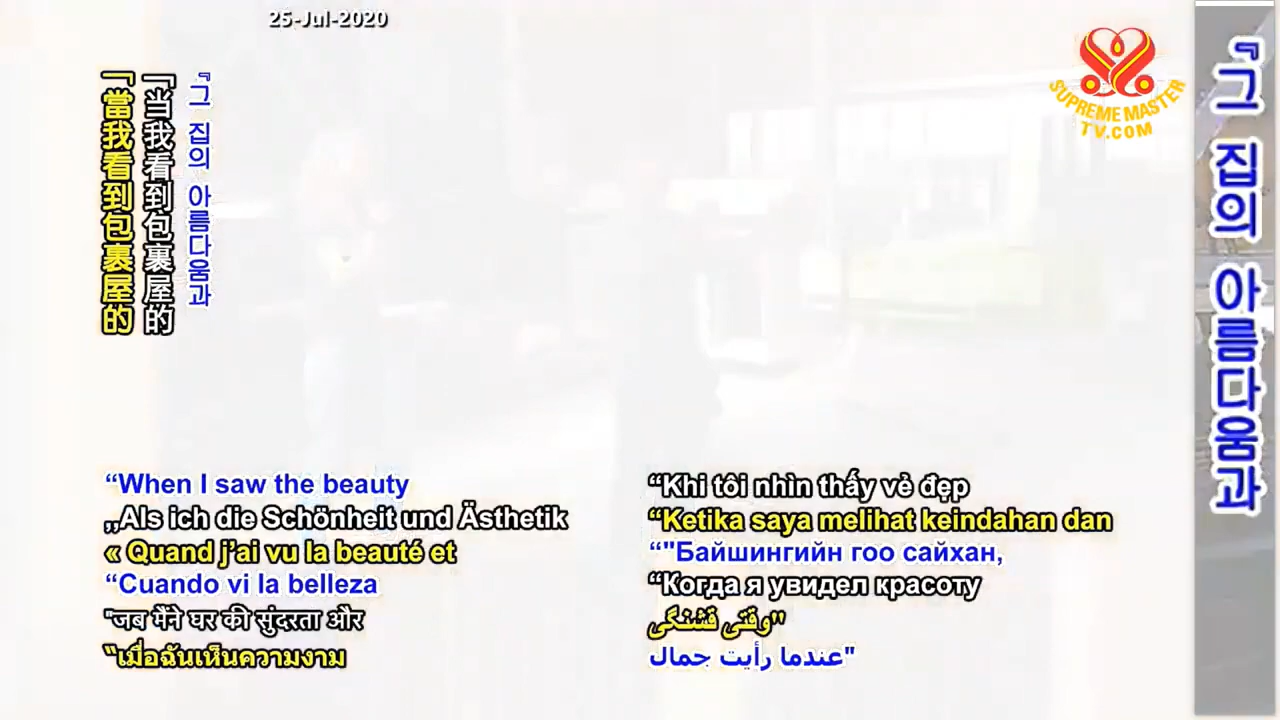 25-Jul-2020
SUPREME MASTER
TV.COM
「當我看到包裹屋的
「当我看到包裹屋的
『그 집의 아름다움과
『그 집의 아름다움과
“When I saw the beauty
„Als ich die Schönheit und Ästhetik
« Quand j’ai vu la beauté et
“Cuando vi la belleza
"जब मैंने घर की सुंदरता और
“เมื่อฉันเห็นความงาม
“Khi tôi nhìn thấy vẻ đẹp
“Ketika saya melihat keindahan dan
“"Байшингийн гоо сайхан,
“Когда я увидел красоту
"وقتی قشنگی
"عندما رأيت جمال